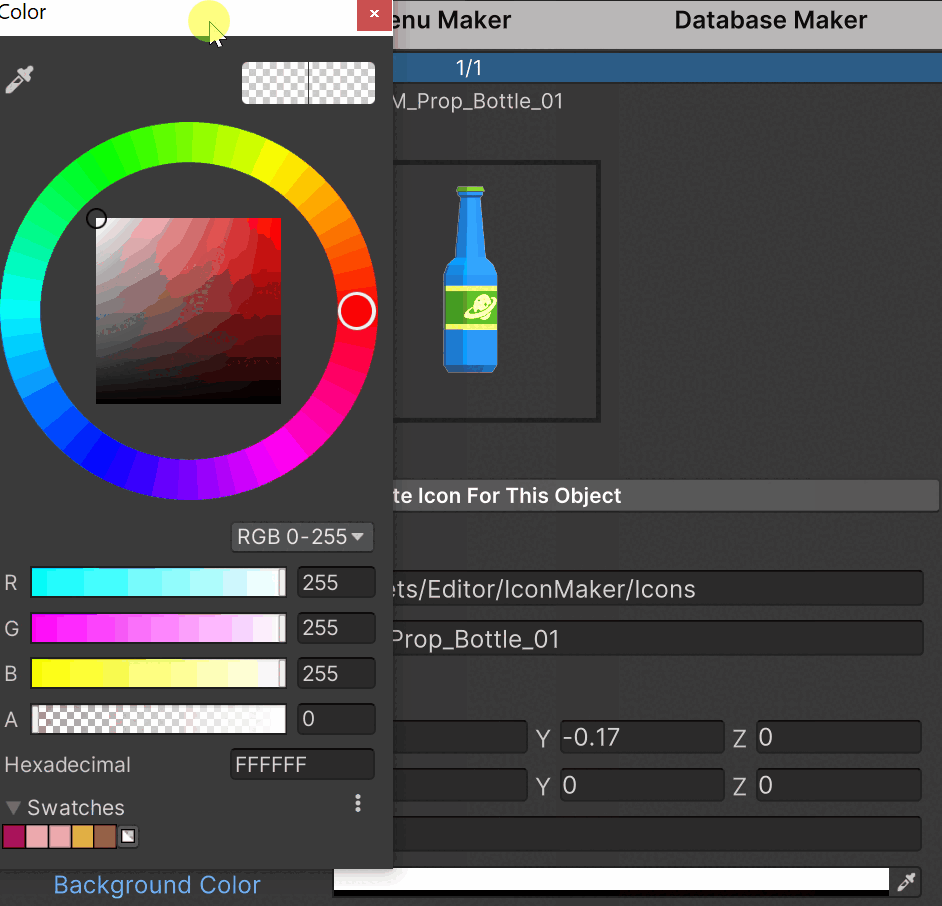 Color
enu Maker
Database Maker
1/1
M_Prop_Bottle_01
te Icon For This Object
RGB 0-255
R 255
ets/Editor/IconMaker/Icons
G 255
Prop_Bottle_01
B 255
A 0
Y -0.17 Z 0
Hexadecimal FFFFFF
Y 0 Z 0
Swatches
Background Color